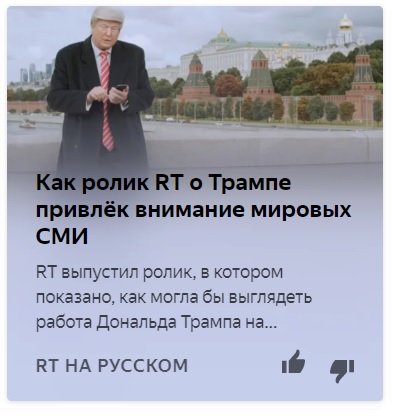 Как ролик RT о Трампе
привлёк внимание мировых
СМИ
RT выпустил ролик, в котором
показано, как могла бы выглядеть
работа Дональда Трампа на...
RT НА РУССКОМ